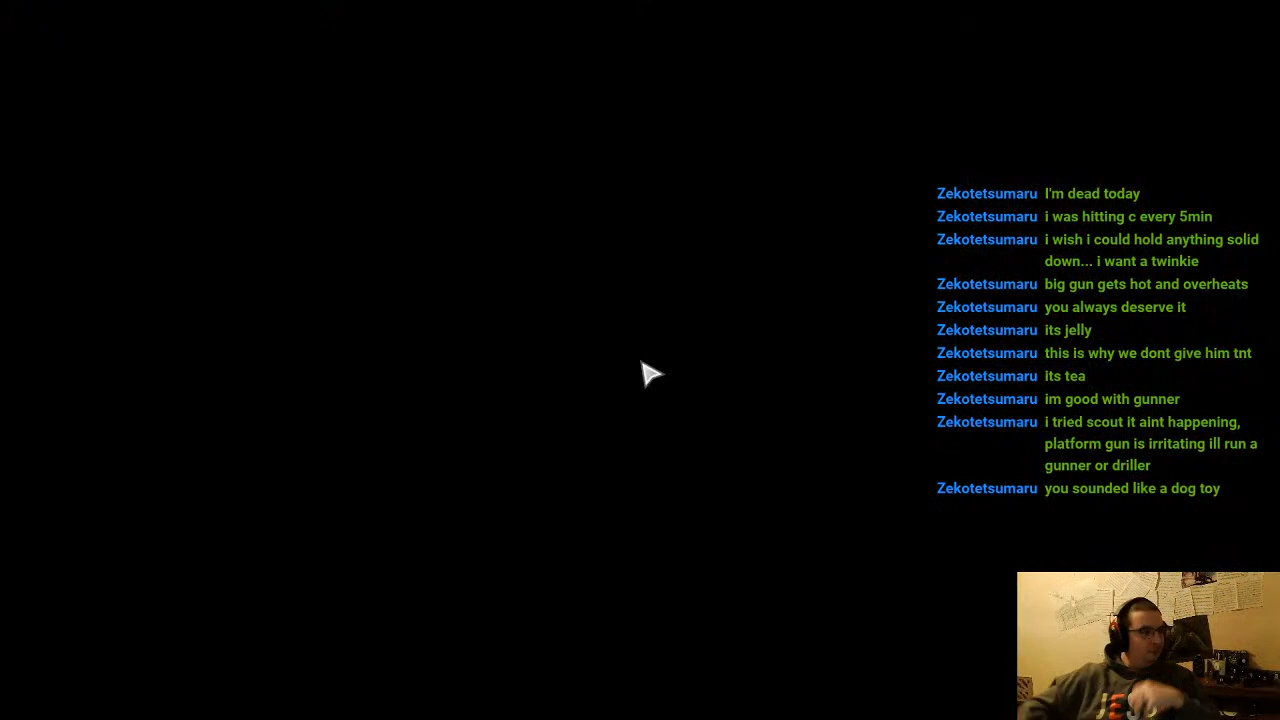 Zekotetsumaru I'm dead today
Zekotetsumaru i was hitting c every 5min
Zekotetsumaru i wish i could hold anything solid
down... i want a twinkie
Zekotetsumaru big gun gets hot and overheats
Zekotetsumaru you always deserve it
Zekotetsumaru its jelly
Zekotetsumaru this is why we dont give him tnt
Zekotetsumaru its tea
Zekotetsumaru im good with gunner
Zekotetsumaru i tried scout it aint happening,
platform gun is irritating ill run a
gunner or driller
Zekotetsumaru you sounded like a dog toy